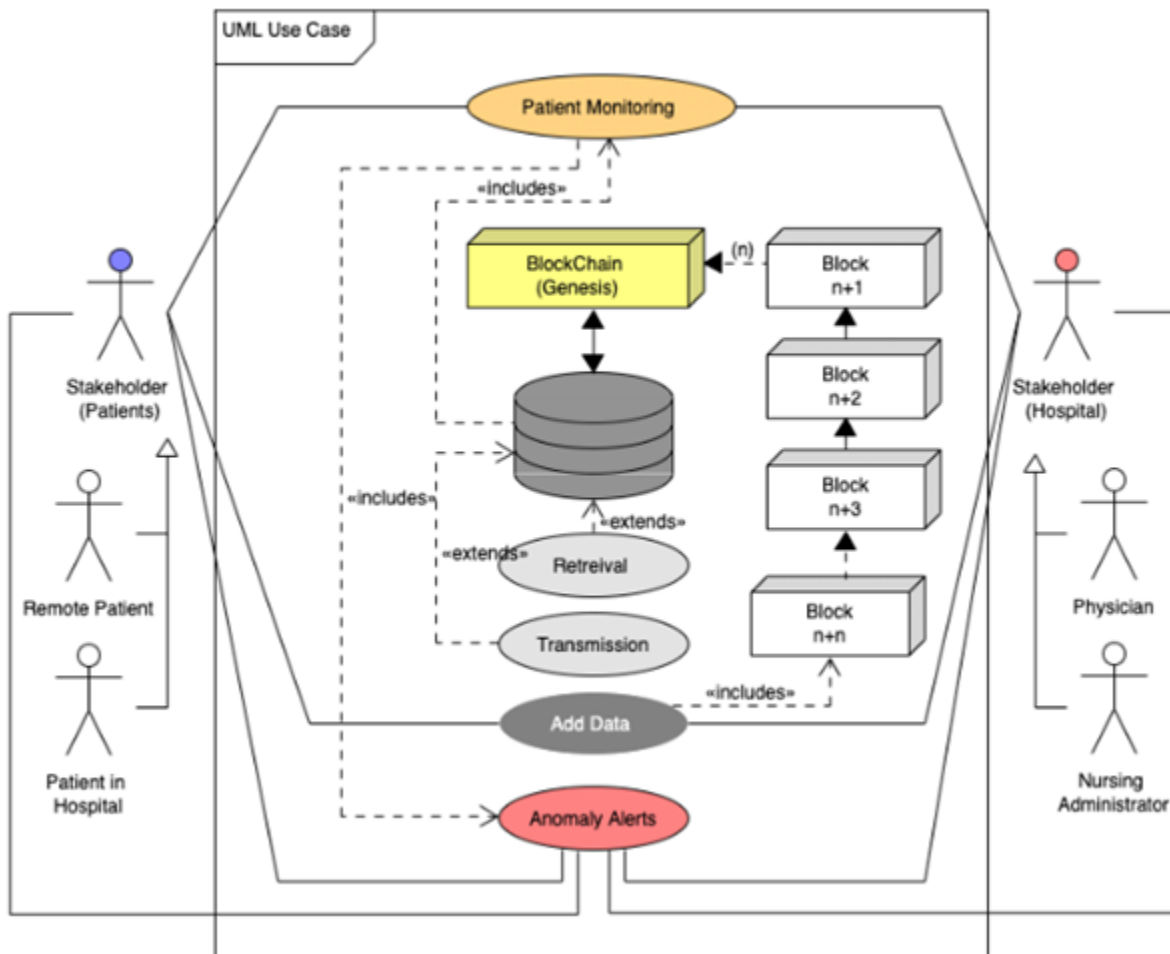 UML Use Case
Patient Monitoring
«includes»
BlockChain
(Genesis)
(n)
Block
n+1
Stakeholder
(Patients)
Stakeholder
(Hospital)
Block
n+2
Block
n+3
«includes»
«extends»
«extends»
Retreival
Remote Patient
Physician
Block
n+n
Transmission
«includes»
Add Data
Patient in
Hospital
Nursing
Administrator
Anomaly Alerts